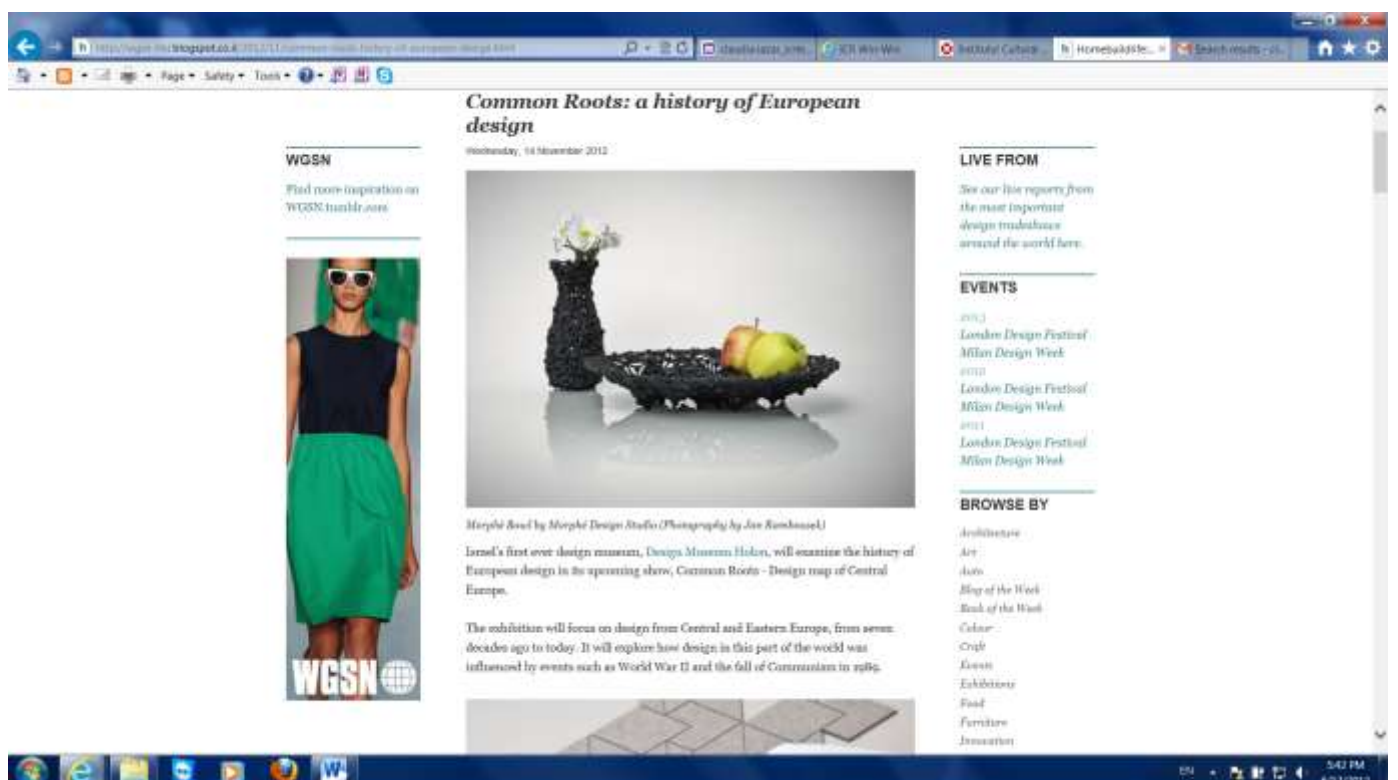 Page Safety Tools
Common Roots: a history of European
design
Wednesday, 14 November 2012
WGSN
Find more inspiration on
WGSN.tumblr.com
WGSN
Morphé Bowl by Morphé Design Studio (Photography by Jan
Israel's first ever design museum, Design Museum Holon, will examine the history of
European design in its upcoming show, Common Roots - Design map of Central
Europe.
The exhibition will focus on design from Central and Eastern Europe, from seven
decades ago to today. It will explore how design in this part of the world was
influenced by events such as World War II and the fall of Communism in 1989.
LIVE FROM
See our live reports from
the most important
design tradeshows
around the world here.
EVENTS
London Design Festival
Milan Design Week
London Design Festival
Milan Design Week
2011
London Design Festival
Milan Design Week
BROWSE BY
Architecture
Art
Auto
Blog of the Week
Book of the Week
Colour
Craft
Events
Exhibitions
Food
Furniture
Innovation
EN
5:42 PM